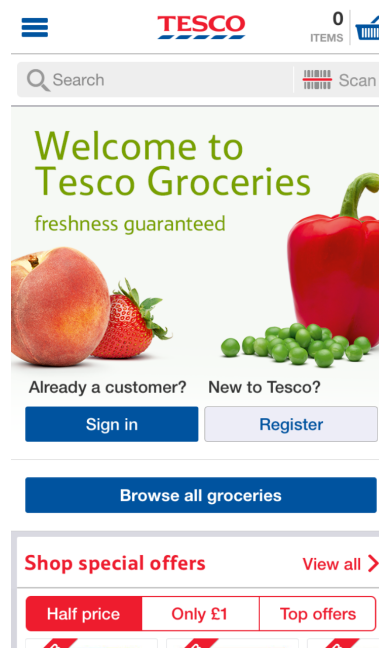 TESCO
0
ITEMS
Search
Scan
Welcome to
Tesco Groceries
freshness guaranteed
Already a customer? New to Tesco?
Sign in Register
Browse all groceries
Shop special offers View all
Half price Only £1 Top offers